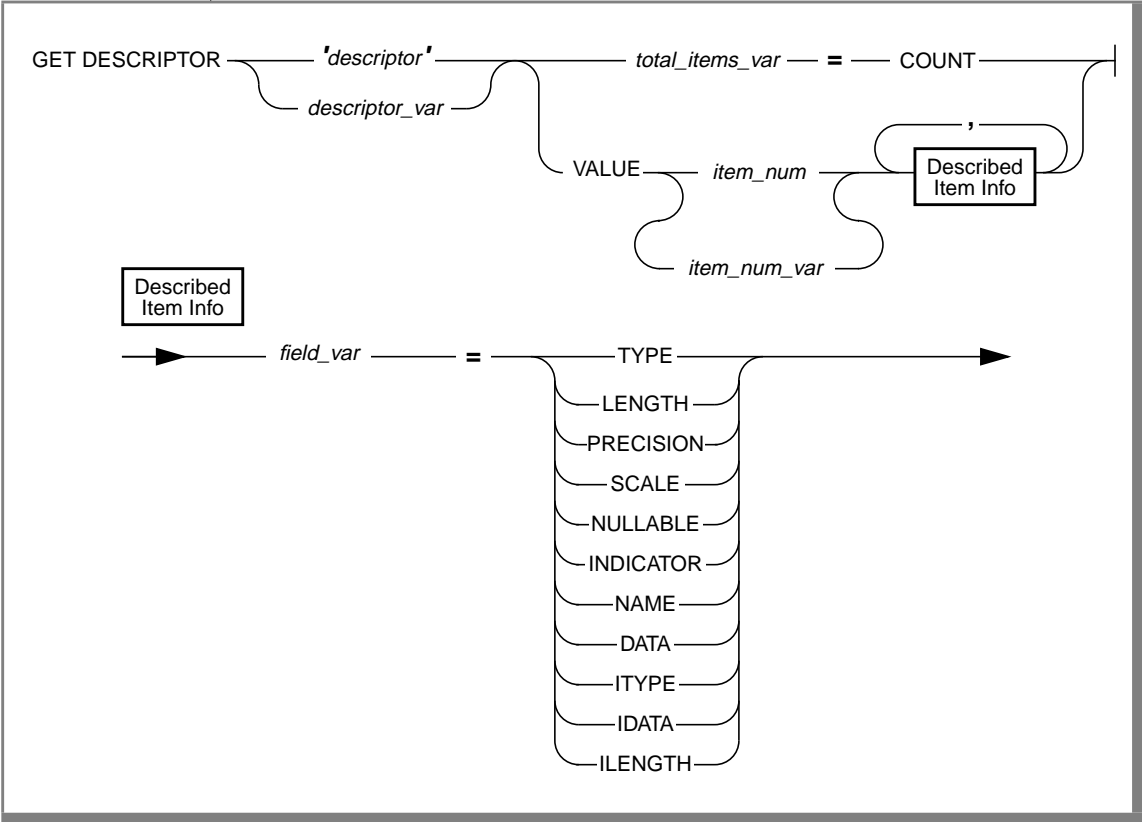 GET DESCRIPTOR 'descriptor' total_items_var = COUNT
descriptor_var
,
VALUE item_num Described
Item Info
item_num_var
Described
Item Info
field_var = TYPE
LENGTH
PRECISION
SCALE
NULLABLE
INDICATOR
NAME
DATA
ITYPE
IDATA
ILENGTH